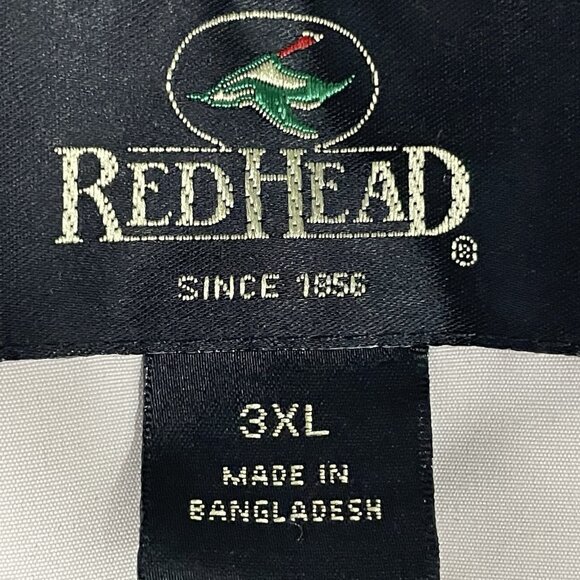 REDHEAD®
SINCE 1856
3XL
MADE IN
BANGLADESH